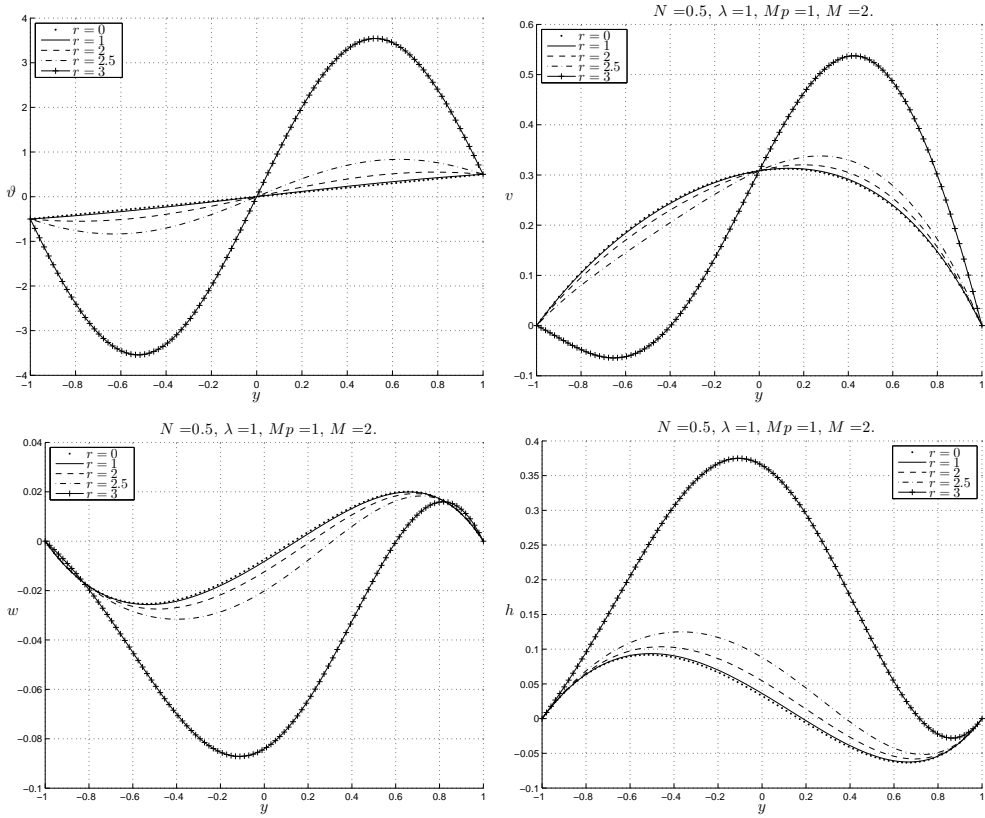 4
3
2
1
0
−1
−2
−3
−4
ϑ
r = 0
r = 1
r = 2
r = 2.5
r = 3
−1 −0.8 −0.6 −0.4 −0.2 0 0.2 0.4 0.6 0.8 1
y
N =0.5, λ =1, Mp =1, M =2.
0.6
0.5
0.4
0.3
0.2
0.1
0
−0.1
v
r = 0
r = 1
r = 2
r = 2.5
r = 3
−1 −0.8 −0.6 −0.4 −0.2 0 0.2 0.4 0.6 0.8 1
y
N =0.5, λ =1, Mp =1, M =2.
0.04
0.02
0
−0.02
−0.04
−0.06
−0.08
−0.1
w
r = 0
r = 1
r = 2
r = 2.5
r = 3
−1 −0.8 −0.6 −0.4 −0.2 0 0.2 0.4 0.6 0.8 1
y
N =0.5, λ =1, Mp =1, M =2.
0.4
0.35
0.3
0.25
0.2
0.15
0.1
0.05
0
−0.05
−0.1
h
r = 0
r = 1
r = 2
r = 2.5
r = 3
−1 −0.8 −0.6 −0.4 −0.2 0 0.2 0.4 0.6 0.8 1
y